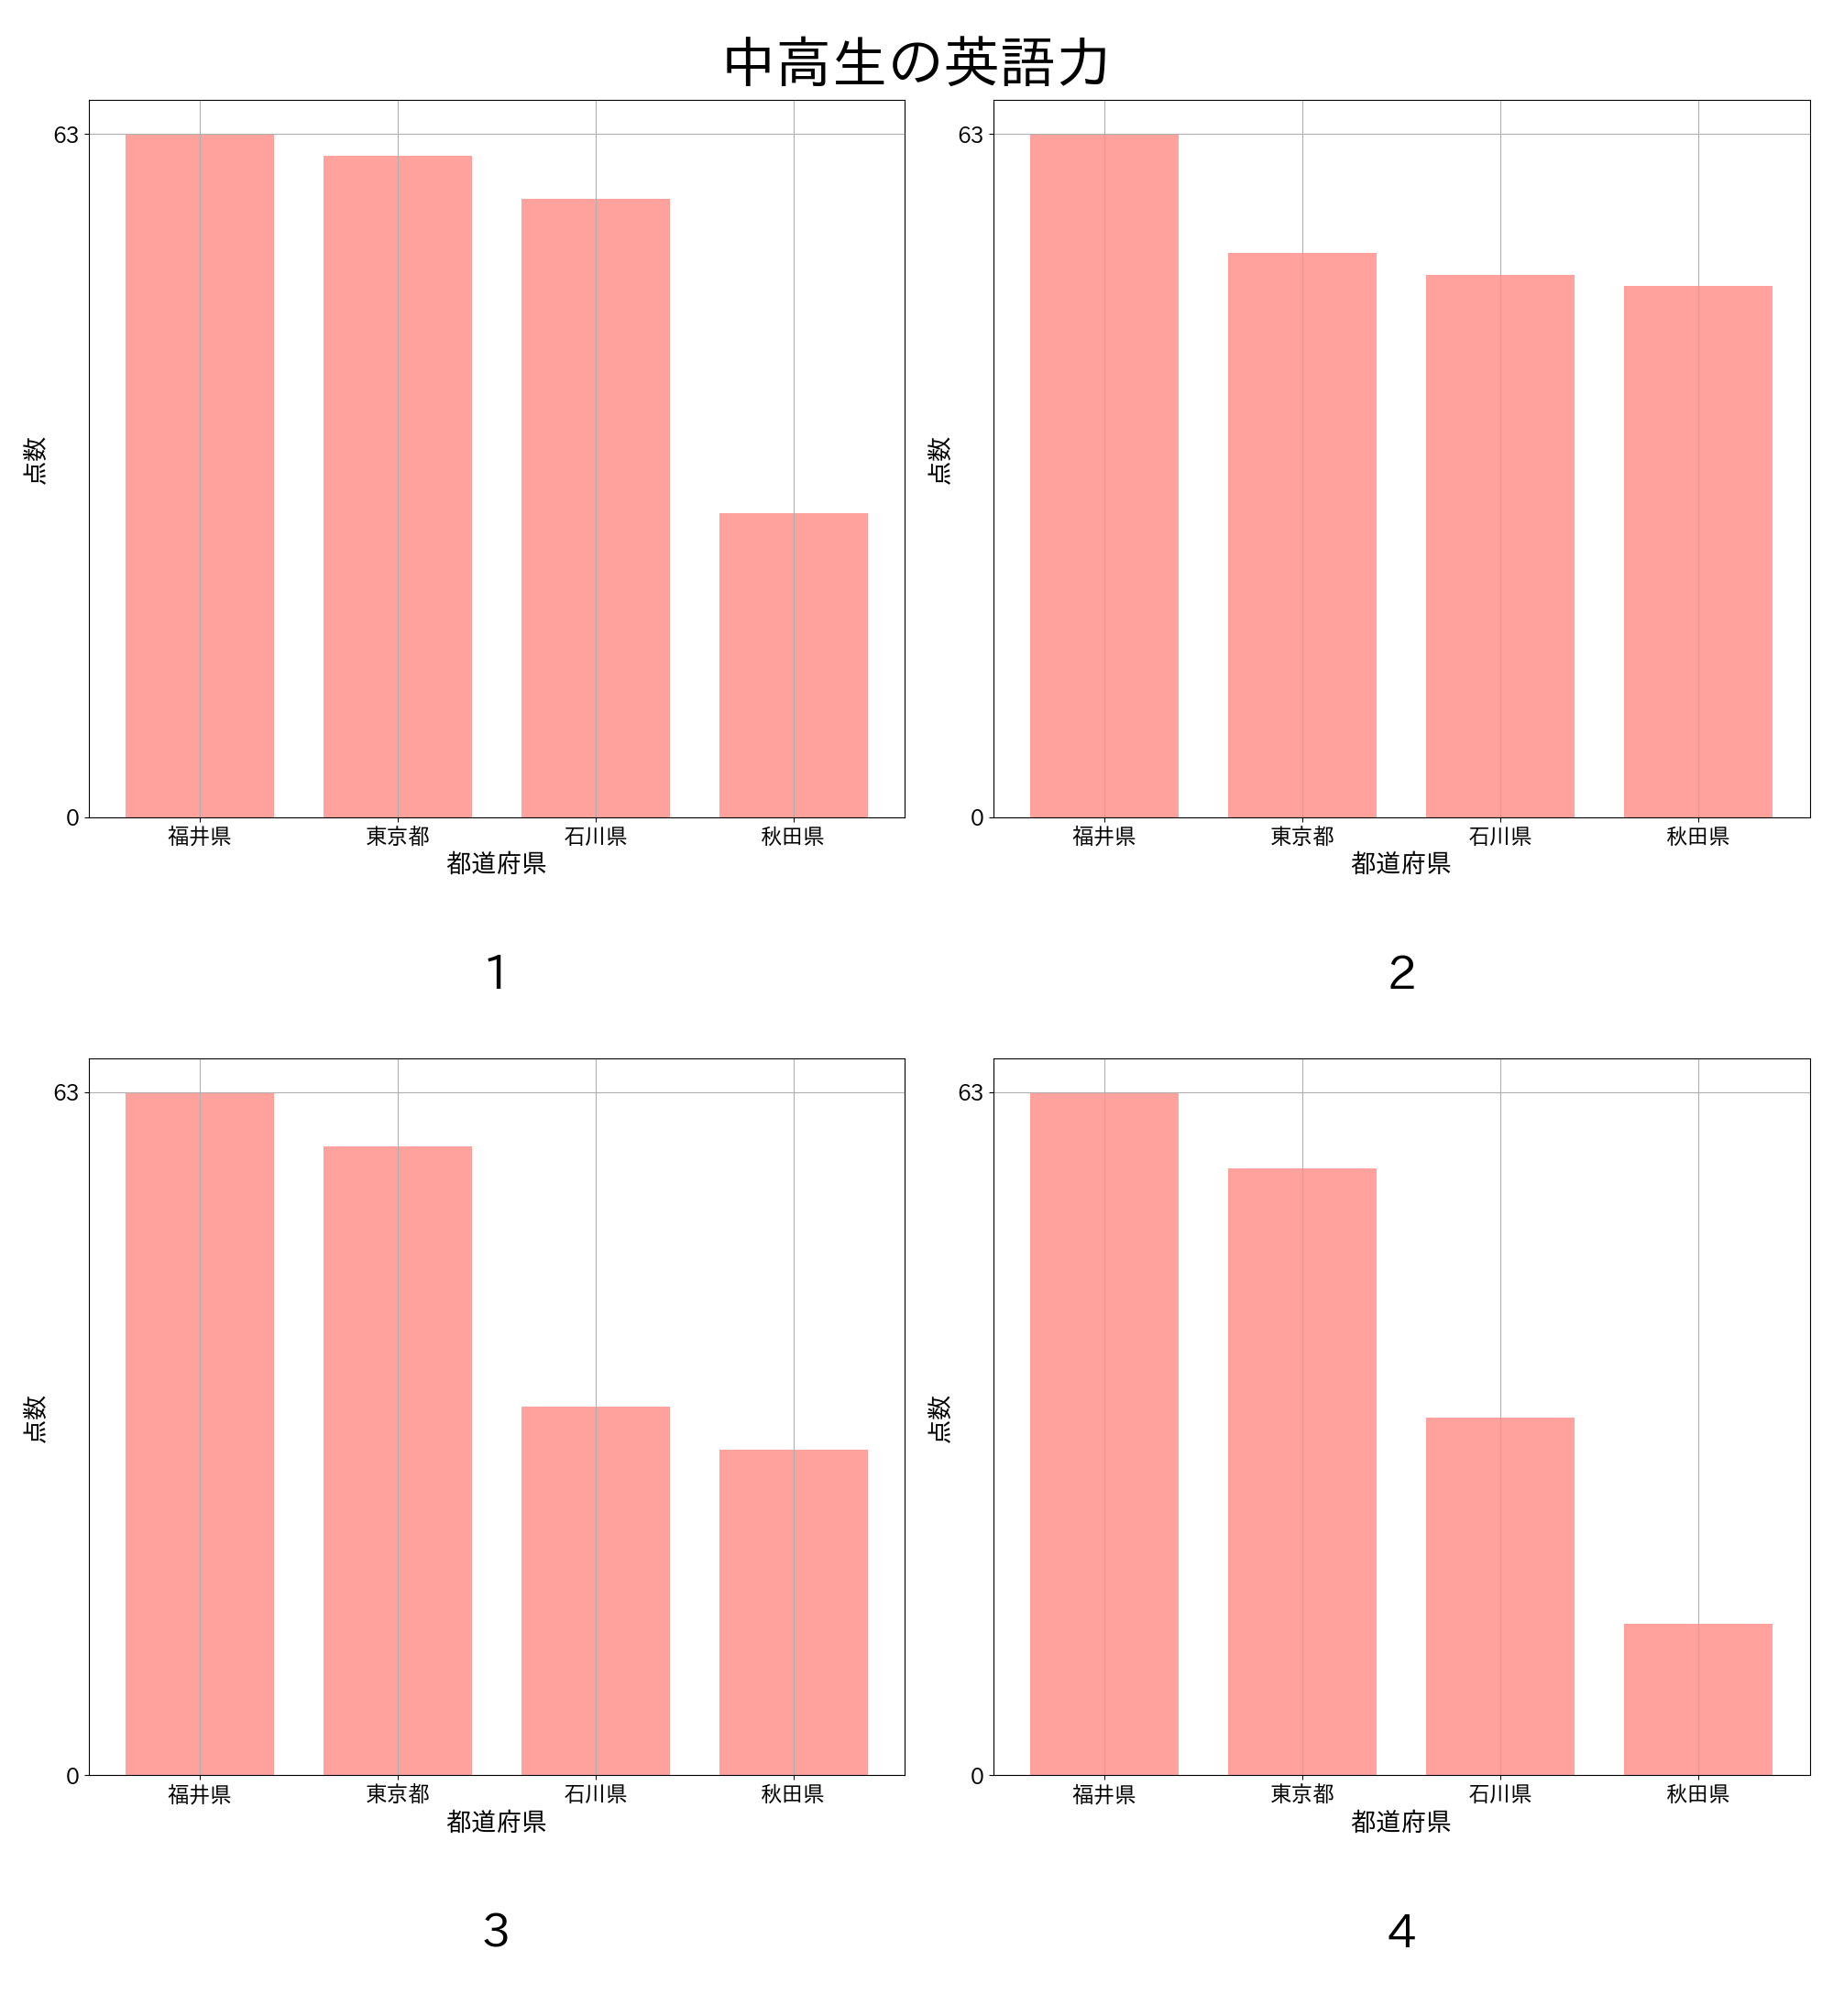 中高生の英語力
63
0
点数
福井県 東京都 石川県 秋田県
都道府県
1
63
0
点数
福井県 東京都 石川県 秋田県
都道府県
2
63
0
点数
福井県 東京都 石川県 秋田県
都道府県
3
63
0
点数
福井県 東京都 石川県 秋田県
都道府県
4